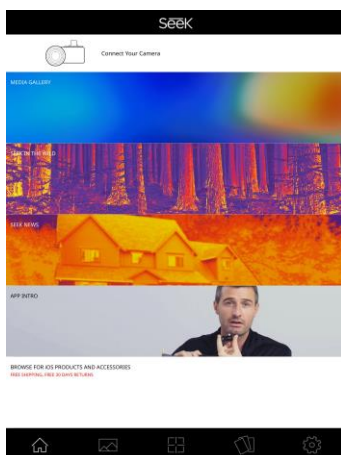 Seek
Connect Your Camera
MEDIA GALLERY
SEEK IN THE WILD
SEEK NEWS
APP INTRO
BROWSE FOR iOS PRODUCTS AND ACCESSORIES
FREE SHIPPING, FREE 30 DAYS RETURNS